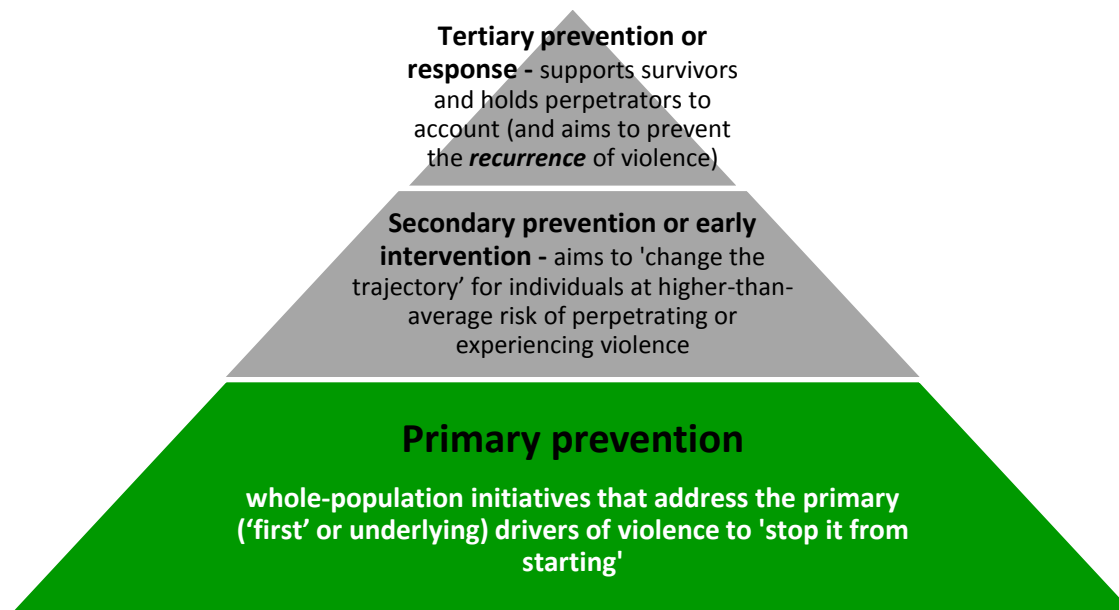 Tertiary prevention or
response - supports survivors
and holds perpetrators to
account (and aims to prevent
the recurrence of violence)
Secondary prevention or early
intervention - aims to 'change the
trajectory’ for individuals at higher-than-
average risk of perpetrating or
experiencing violence
Primary prevention
whole-population initiatives that address the primary
(‘first’ or underlying) drivers of violence to 'stop it from
starting'